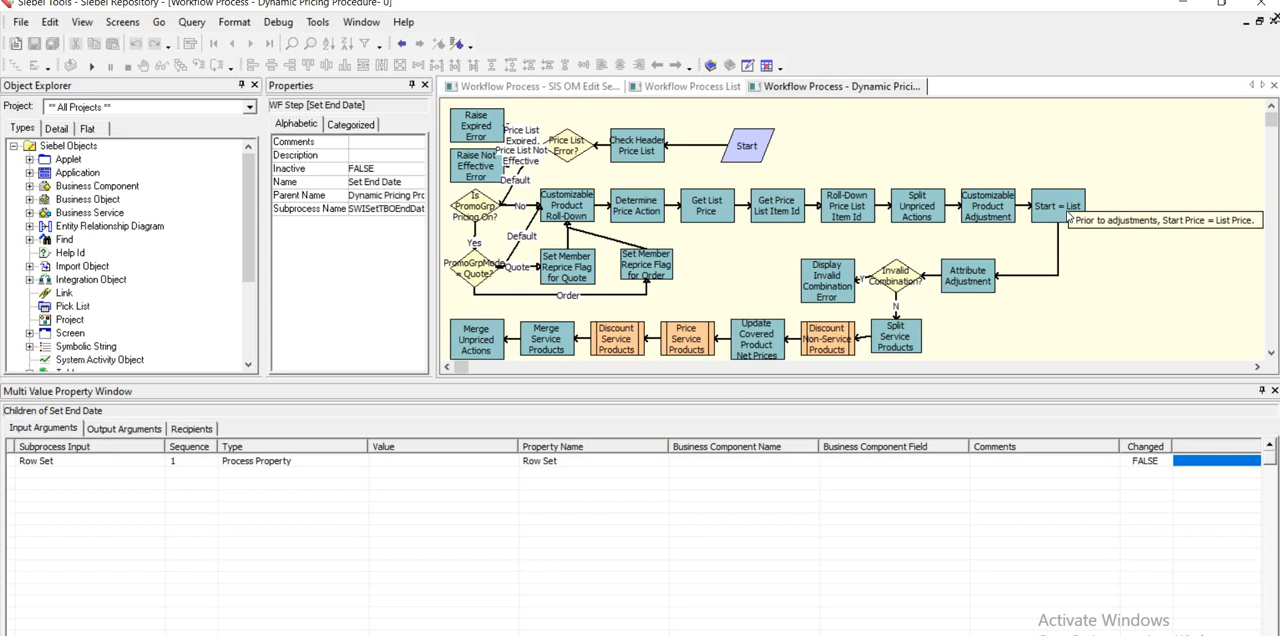 Siebel Tools - Siebel Repository - [Workflow Process - Dynamic Pricing Procedure- 0]
File Edit View Screens Go Query Format Debug Tools Window Help
Object Explorer
Project: ** All Projects **
Types Detail Flat
Siebel Objects
Applet
Application
Business Component
Business Object
Business Service
Entity Relationship Diagram
Find
Help Id
Import Object
Integration Object
Link
Pick List
Project
Screen
Symbolic String
System Activity Object
Properties
WF Step [Set End Date]
Alphabetic Categorized
Comments
Description
Inactive FALSE
Name Set End Date
Parent Name Dynamic Pricing Prc
Subprocess Name SWISetTBOEndDat
Workflow Process - SIS OM Edit Se... Workflow Process List Workflow Process - Dynamic Prici...
Raise
Expired
Error
Price List
Expired.
Price List Not
Effective
Price List
Error?
Check Header
Price List
Start
Raise Not
Effective
Error
Default
Is
PromoGrp
Pricing On?
No
Customizable
Product
Roll-Down
Determine
Price Action
Get List
Price
Get Price
List Item Id
Roll-Down
Price List
Item Id
Split
Unpriced
Actions
Customizable
Product
Adjustment
Start = List
Prior to adjustments, Start Price = List Price.
Yes
Default
PromoGrpMode
= Quote?
Quote
Set Member
Reprice Flag
for Quote
Set Member
Reprice Flag
for Order
Order
Display
Invalid
Combination
Error
Y
Invalid
Combination?
Attribute
Adjustment
N
Merge
Unpriced
Actions
Merge
Service
Products
Discount
Service
Products
Price
Service
Products
Update
Covered
Product
Net Prices
Discount
Non-Service
Products
Split
Service
Products
Multi Value Property Window
Children of Set End Date
Input Arguments Output Arguments Recipients
Subprocess Input Sequence Type Value Property Name Business Component Name Business Component Field Comments Changed
Row Set 1 Process Property Row Set FALSE
Activate Windows